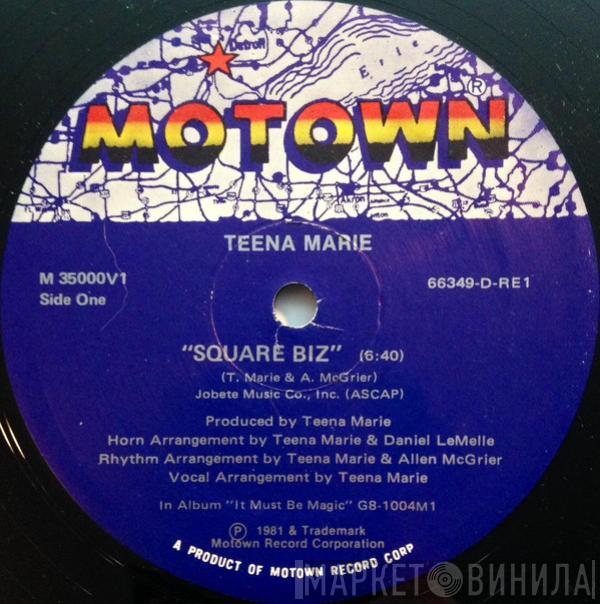 Detroit
Erie
MOTOWN®
Akron
TEENA MARIE
M 35000V1
Side One
66349-D-RE1
"SQUARE BIZ" (6:40)
(T. Marie & A. McGrier)
Jobete Music Co., Inc. (ASCAP)
Produced by Teena Marie
Horn Arrangement by Teena Marie & Daniel LeMelle
Rhythm Arrangement by Teena Marie & Allen McGrier
Vocal Arrangement by Teena Marie
In Album "It Must Be Magic" G8-1004M1
Ⓟ 1981 & Trademark
Motown Record Corporation
A PRODUCT OF MOTOWN RECORD CORP
МАРКЕТ ВИНИЛА